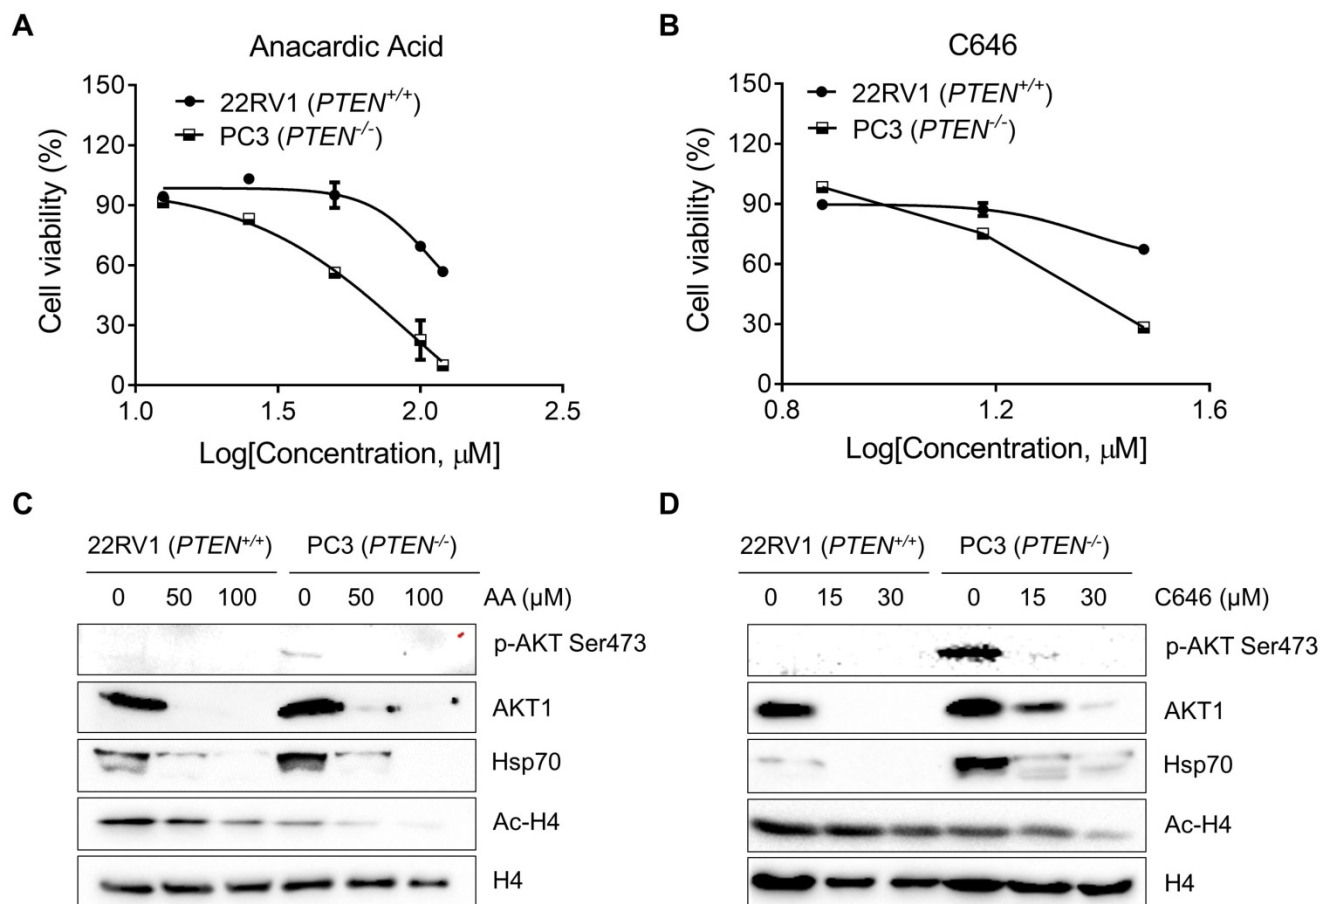 A
Anacardic Acid
150
120
90
60
30
0
Cell viability (%)
22RV1 (PTEN+/+)
PC3 (PTEN-/-)
1.0 1.5 2.0 2.5
Log[Concentration, μM]
B
C646
150
120
90
60
30
0
Cell viability (%)
22RV1 (PTEN+/+)
PC3 (PTEN-/-)
0.8 1.2 1.6
Log[Concentration, μM]
C
22RV1 (PTEN+/+) PC3 (PTEN-/-)
0 50 100 0 50 100 AA (μM)
p-AKT Ser473
AKT1
Hsp70
Ac-H4
H4
D
22RV1 (PTEN+/+) PC3 (PTEN-/-)
0 15 30 0 15 30 C646 (μM)
p-AKT Ser473
AKT1
Hsp70
Ac-H4
H4